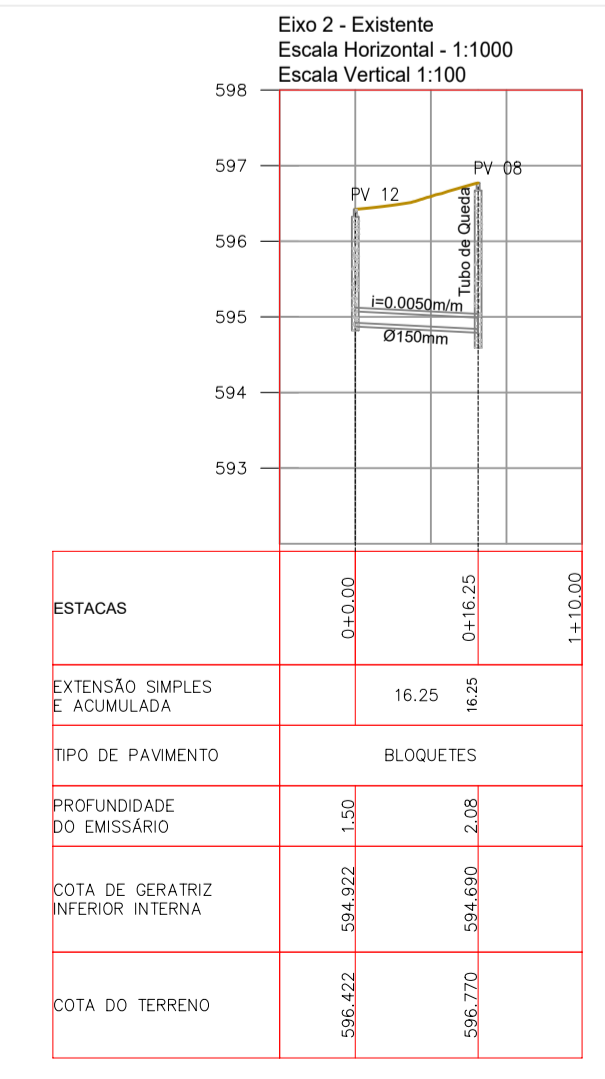 Eixo 2 - Existente
Escala Horizontal - 1:1000
Escala Vertical 1:100
598
597
596
595
594
593
PV 12
PV 08
Tubo de Queda
i=0.0050m/m
Ø150mm
ESTACAS
0+0.00
0+16.25
1+10.00
EXTENSÃO SIMPLES
E ACUMULADA
16.25
16.25
TIPO DE PAVIMENTO
BLOQUETES
PROFUNDIDADE
DO EMISSÁRIO
1.50
2.08
COTA DE GERATRIZ
INFERIOR INTERNA
594.922
594.690
COTA DO TERRENO
596.422
596.770